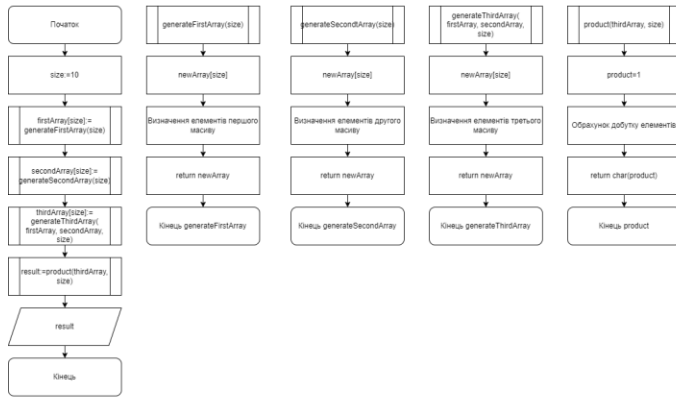 Початок
size:=10
firstArray[size]:=
generateFirstArray(size)
secondArray[size]:=
generateSecondArray(size)
thirdArray[size]:=
generateThirdArray(
firstArray, secondArray,
size)
result:=product(thirdArray,
size)
result
Кінець
generateFirstArray(size)
newArray[size]
Визначення елементів першого
масиву
return newArray
Кінець generateFirstArray
generateSecondtArray(size)
newArray[size]
Визначення елементів другого
масиву
return newArray
Кінець generateSecondArray
generateThirdArray(
firstArray, secondArray,
size)
newArray[size]
Визначення елементів третього
масиву
return newArray
Кінець generateThirdArray
product(thirdArray, size)
product=1
Обрахунок добутку елементів
return char(product)
Кінець product